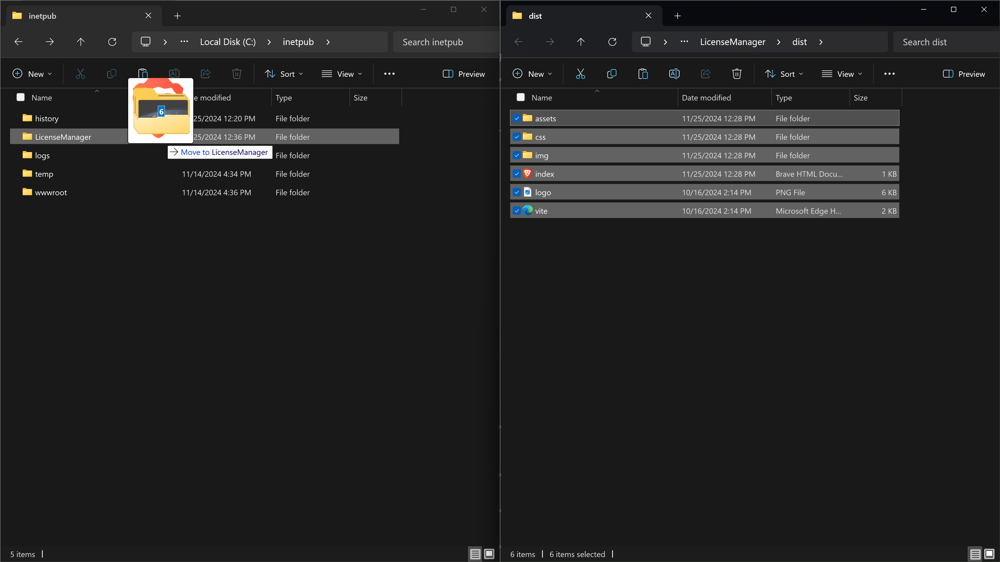 inetpub
Local Disk (C:) inetpub
Search inetpub
New Sort View Preview
Name e modified Type Size
history 25/2024 12:20 PM File folder
6
LicenseManager 25/2024 12:36 PM File folder
Move to LicenseManager
logs File folder
temp 11/14/2024 4:34 PM File folder
wwwroot 11/14/2024 4:36 PM File folder
5 items
dist
LicenseManager dist
Search dist
New Sort View Preview
Name Date modified Type Size
assets 11/25/2024 12:28 PM File folder
css 11/25/2024 12:28 PM File folder
img 11/25/2024 12:28 PM File folder
index 11/25/2024 12:28 PM Brave HTML Docu... 1 KB
logo 10/16/2024 2:14 PM PNG File 6 KB
vite 10/16/2024 2:14 PM Microsoft Edge H... 2 KB
6 items 6 items selected